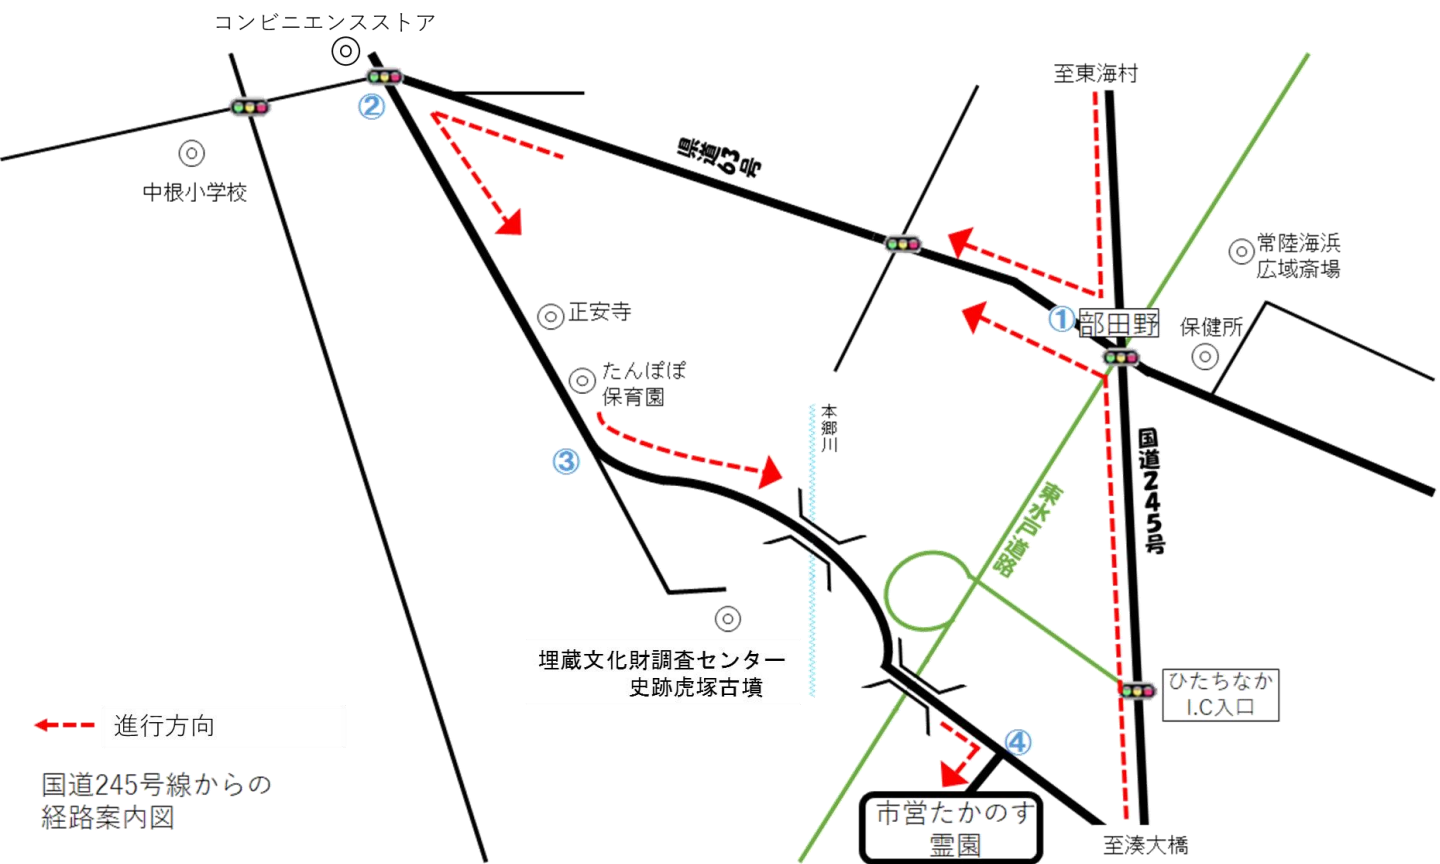 コンビニエンスストア
至東海村
②
県道63号
中根小学校
常陸海浜
広域斎場
①
部田野
保健所
正安寺
たんぽぽ
保育園
本郷川
国道245号
③
東水戸道路
埋蔵文化財調査センター
史跡虎塚古墳
ひたちなか
I.C入口
進行方向
④
国道245号線からの
経路案内図
市営たかのす
霊園
至湊大橋